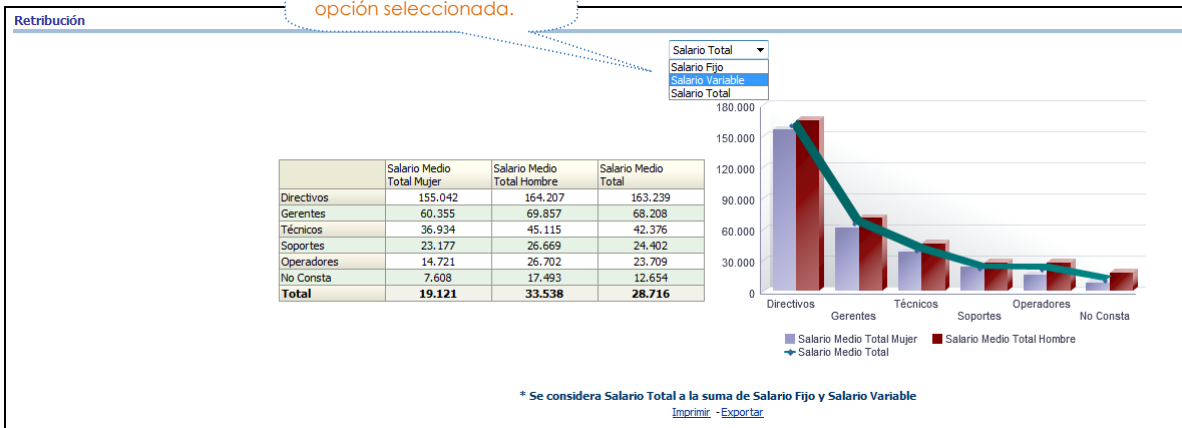 opción seleccionada.
Retribución
Salario Total
Salario Fijo
Salario Variable
Salario Total
Salario Medio Total Mujer Salario Medio Total Hombre Salario Medio Total
Directivos 155.042 164.207 163.239
Gerentes 60.355 69.857 68.208
Técnicos 36.934 45.115 42.376
Soportes 23.177 26.669 24.402
Operadores 14.721 26.702 23.709
No Consta 7.608 17.493 12.654
Total 19.121 33.538 28.716
180.000
150.000
120.000
90.000
60.000
30.000
0
Directivos Técnicos Operadores
Gerentes Soportes No Consta
Salario Medio Total Mujer Salario Medio Total Hombre
Salario Medio Total
* Se considera Salario Total a la suma de Salario Fijo y Salario Variable
Imprimir - Exportar